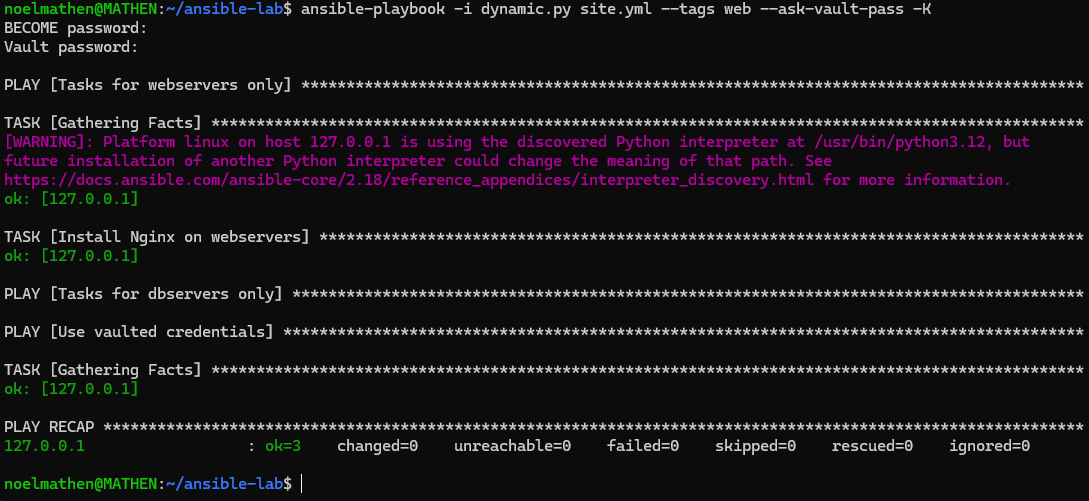 noelmathen@MATHEN:~/ansible-lab$ ansible-playbook -i dynamic.py site.yml --tags web --ask-vault-pass -K
BECOME password:
Vault password:
PLAY [Tasks for webservers only] ******************************************************************************************
TASK [Gathering Facts] *************************************************************************************************
[WARNING]: Platform linux on host 127.0.0.1 is using the discovered Python interpreter at /usr/bin/python3.12, but
future installation of another Python interpreter could change the meaning of that path. See
https://docs.ansible.com/ansible-core/2.18/reference_appendices/interpreter_discovery.html for more information.
ok: [127.0.0.1]
TASK [Install Nginx on webservers] *************************************************************************************
ok: [127.0.0.1]
PLAY [Tasks for dbservers only] ****************************************************************************************
PLAY [Use vaulted credentials] *****************************************************************************************
TASK [Gathering Facts] *************************************************************************************************
ok: [127.0.0.1]
PLAY RECAP *************************************************************************************************************
127.0.0.1                  : ok=3    changed=0    unreachable=0    failed=0    skipped=0    rescued=0    ignored=0
noelmathen@MATHEN:~/ansible-lab$